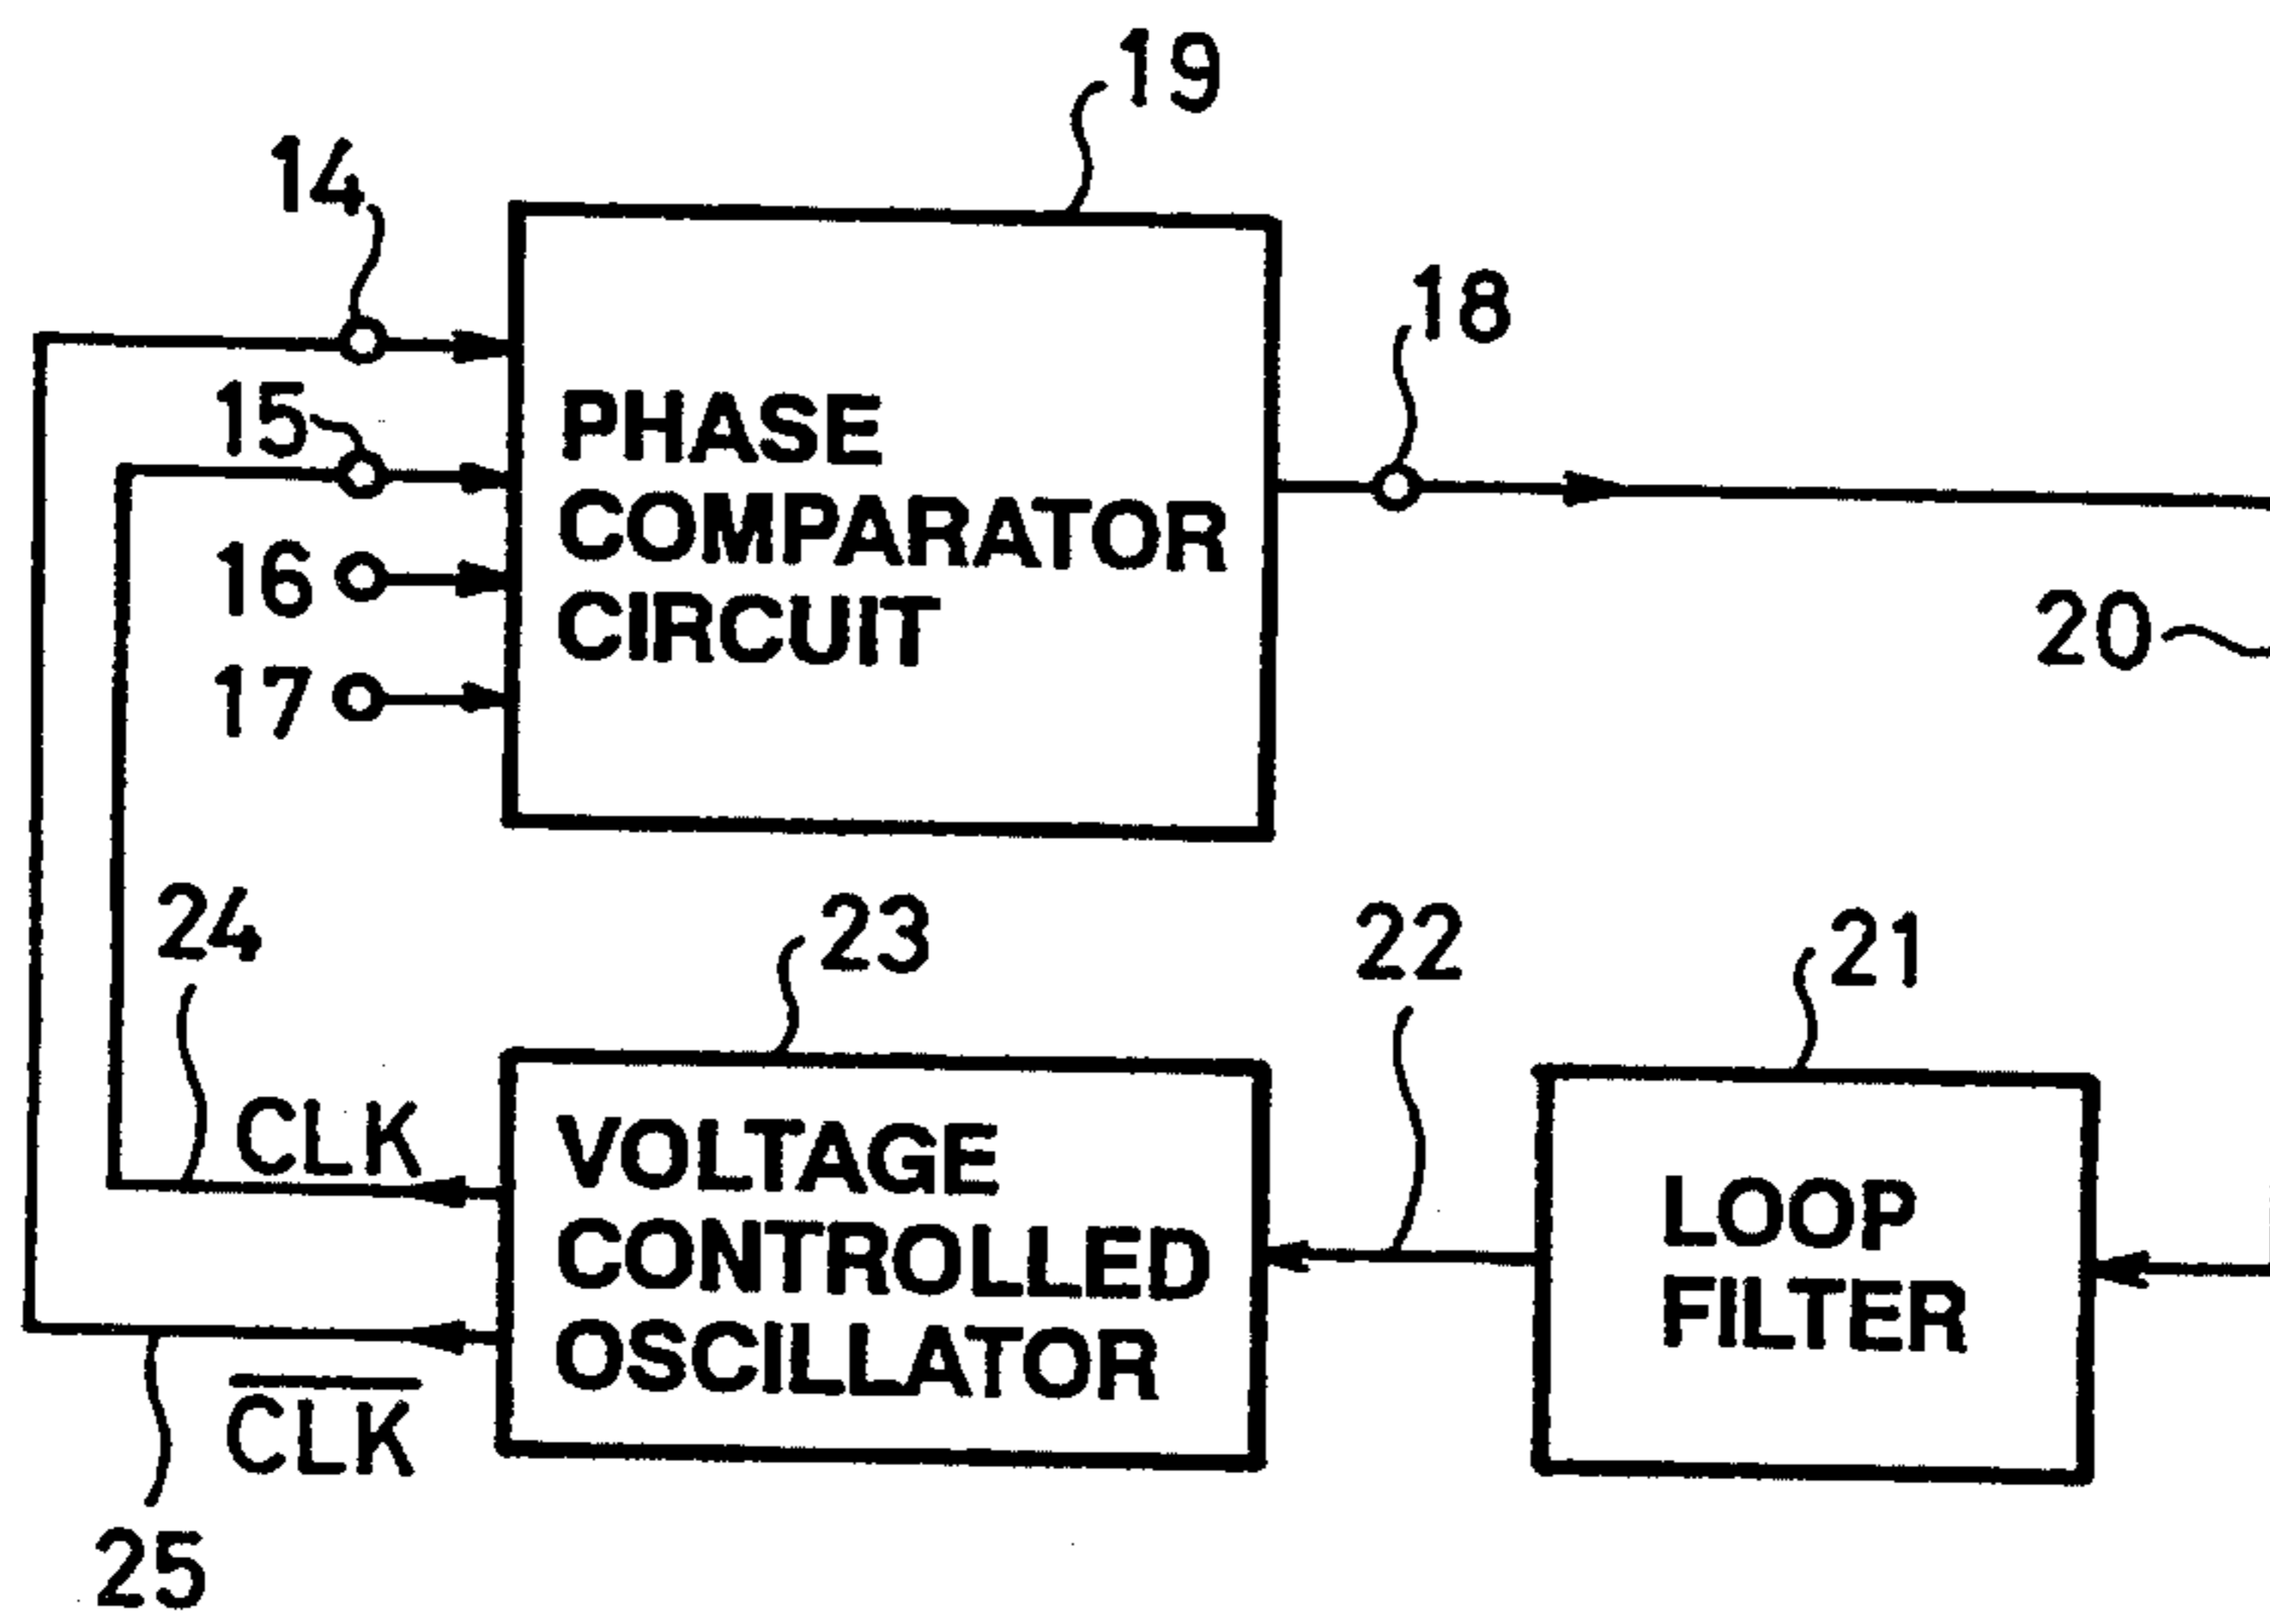 19
14
18
15
PHASE
COMPARATOR
CIRCUIT
16
17
20
24
23
22
21
CLK
VOLTAGE
CONTROLLED
OSCILLATOR
LOOP
FILTER
C̅L̅K̅
25